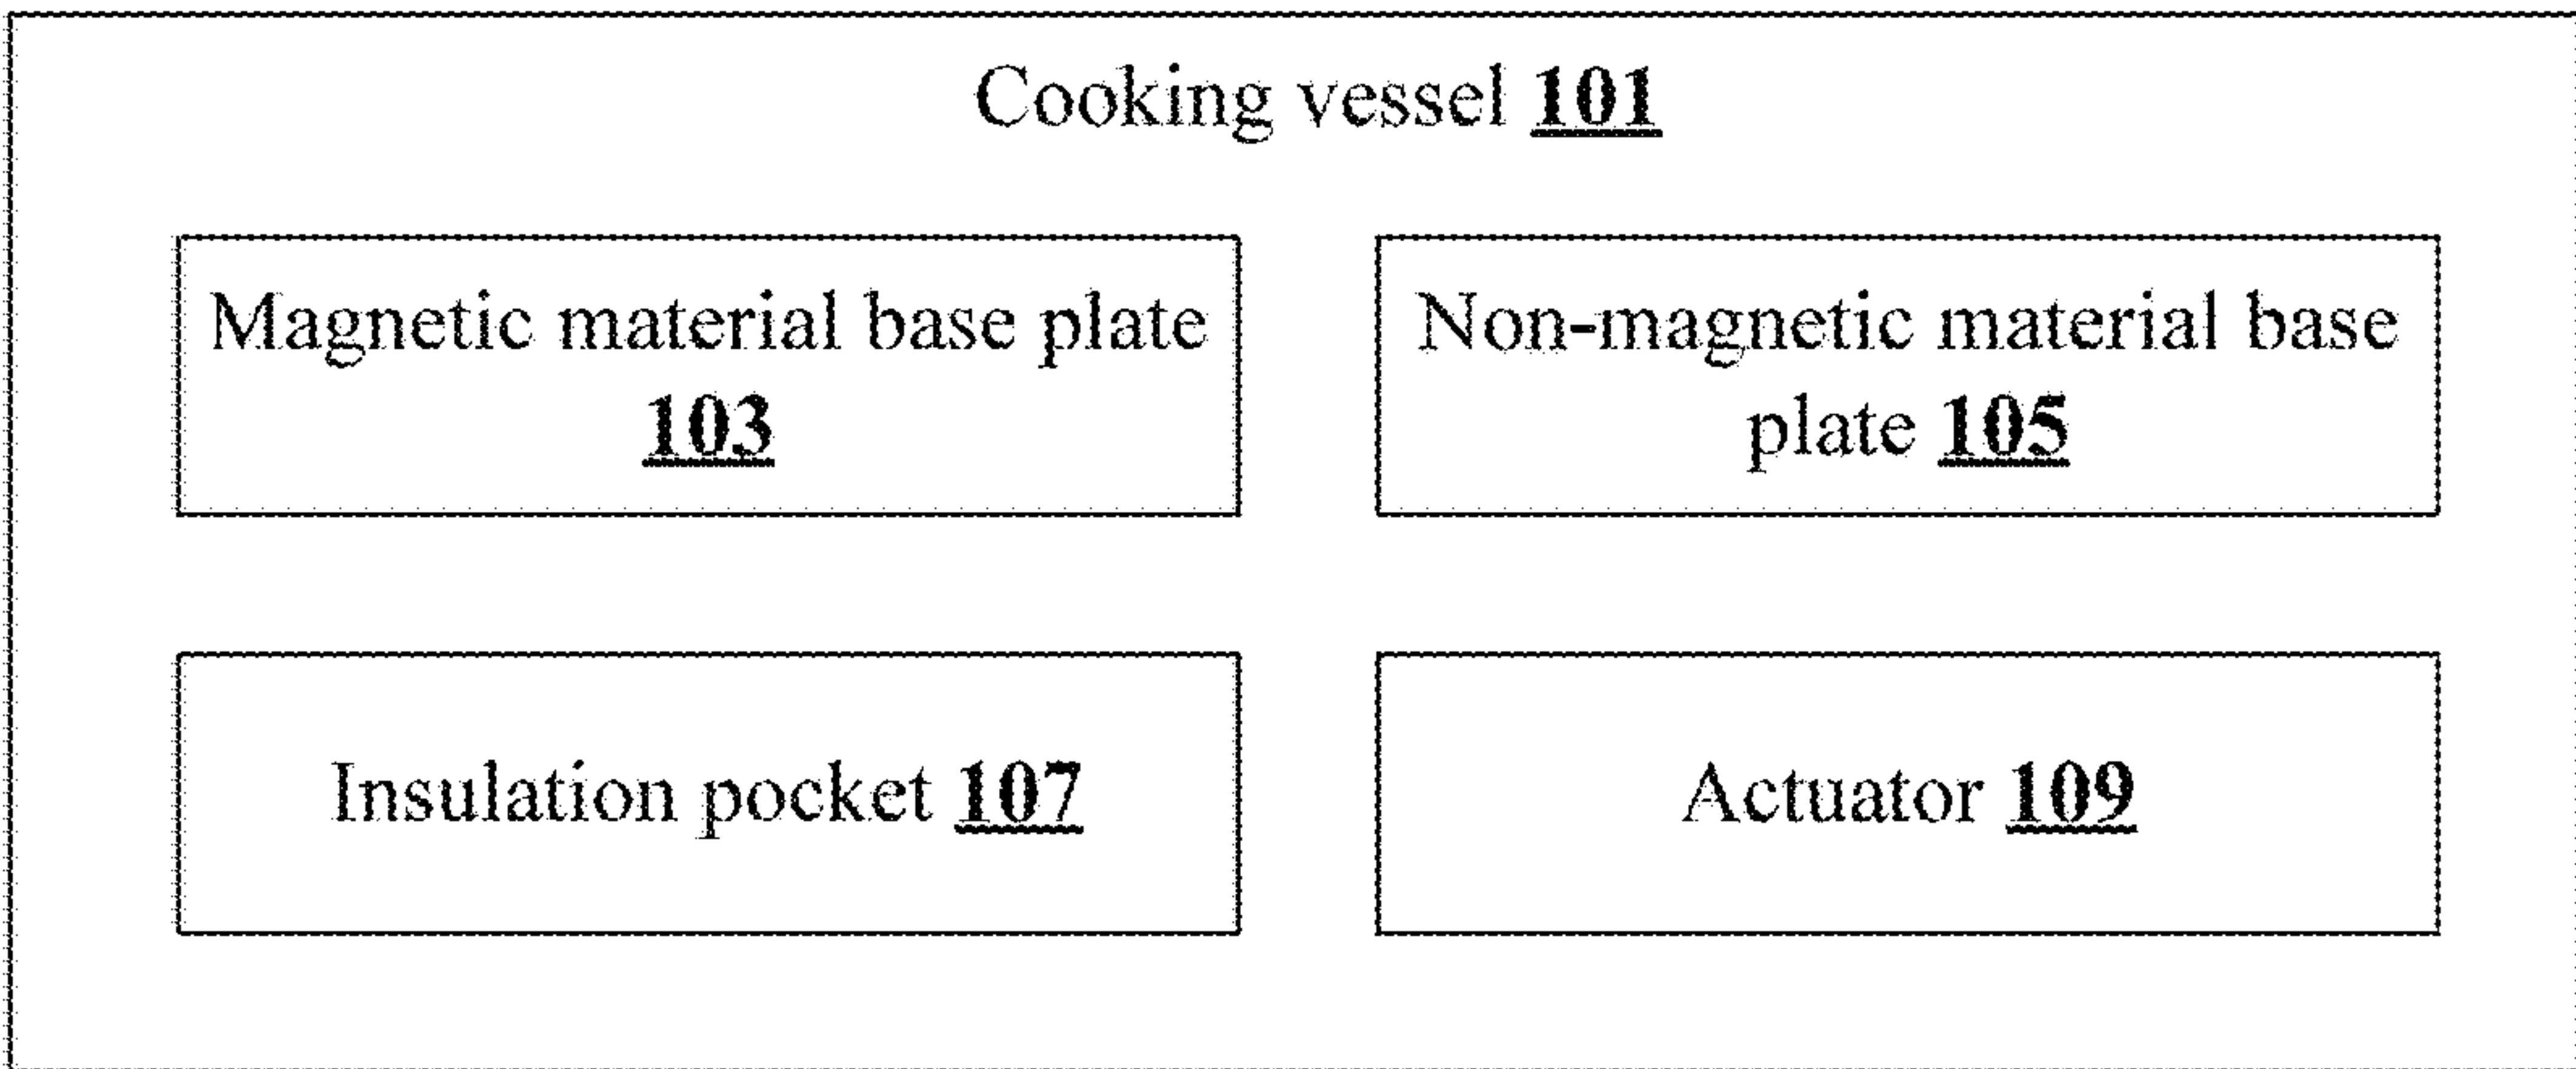 Cooking vessel 101
Magnetic material base plate
103
Non-magnetic material base
plate 105
Insulation pocket 107
Actuator 109